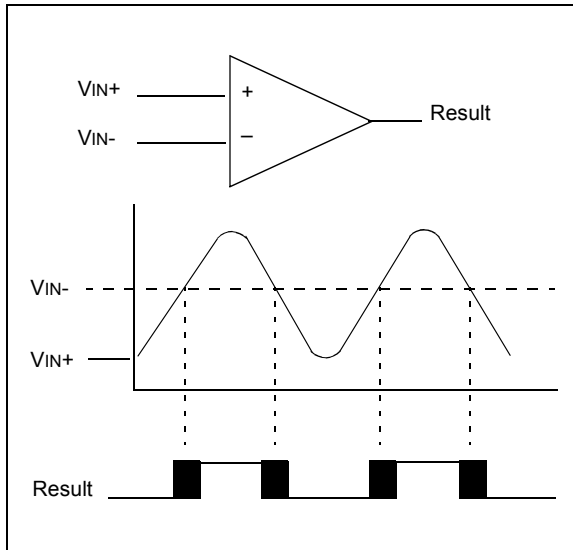 VIN+
+
Result
VIN-
–
VIN-
VIN+
Result